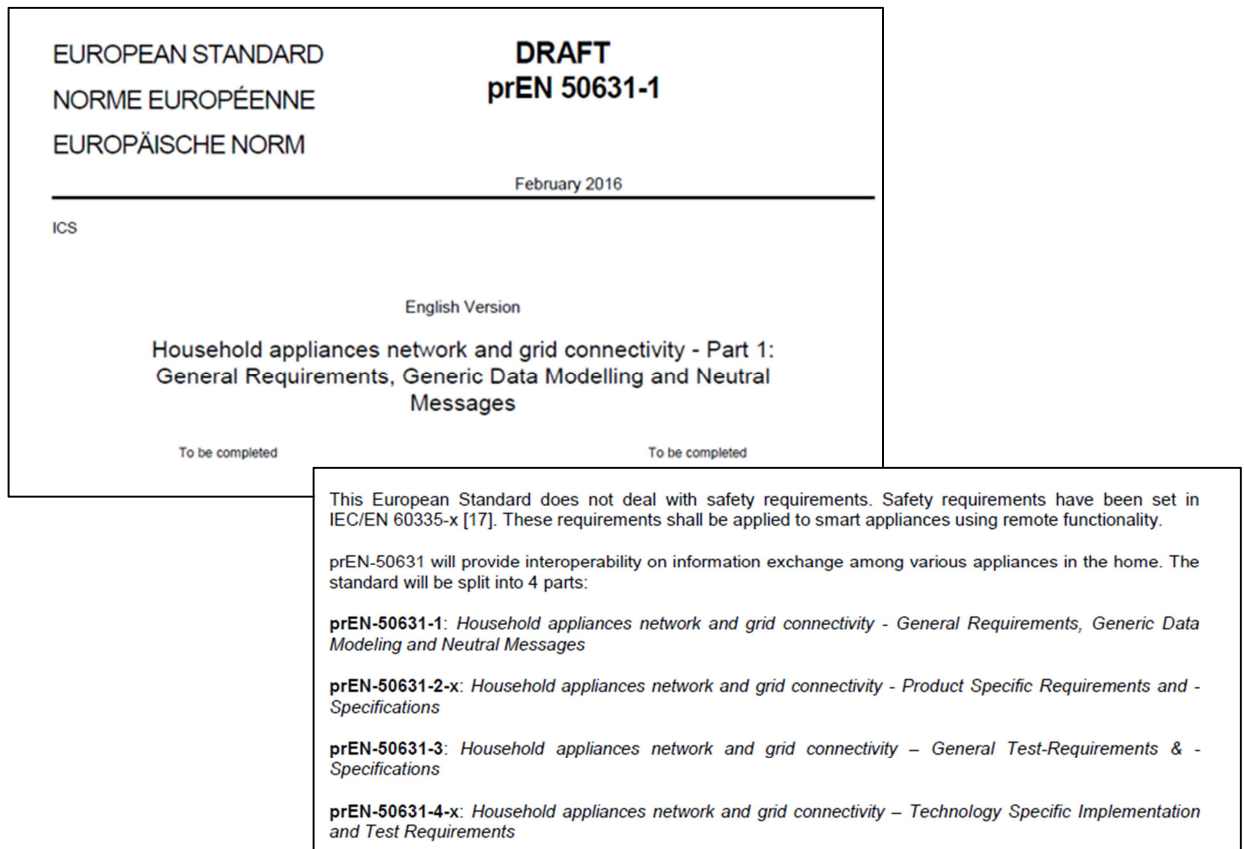 EUROPEAN STANDARD
NORME EUROPÉENNE
EUROPÄISCHE NORM
DRAFT
prEN 50631-1
February 2016
ICS
English Version
Household appliances network and grid connectivity - Part 1:
General Requirements, Generic Data Modelling and Neutral
Messages
To be completed
To be completed
This European Standard does not deal with safety requirements. Safety requirements have been set in
IEC/EN 60335-x [17]. These requirements shall be applied to smart appliances using remote functionality.
prEN-50631 will provide interoperability on information exchange among various appliances in the home. The
standard will be split into 4 parts:
prEN-50631-1: Household appliances network and grid connectivity - General Requirements, Generic Data
Modeling and Neutral Messages
prEN-50631-2-x: Household appliances network and grid connectivity - Product Specific Requirements and -
Specifications
prEN-50631-3: Household appliances network and grid connectivity – General Test-Requirements & -
Specifications
prEN-50631-4-x: Household appliances network and grid connectivity – Technology Specific Implementation
and Test Requirements